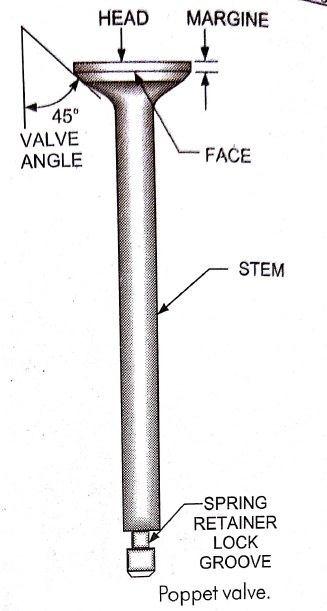 HEAD
MARGINE
45°
VALVE
ANGLE
FACE
STEM
SPRING
RETAINER
LOCK
GROOVE
Poppet valve.